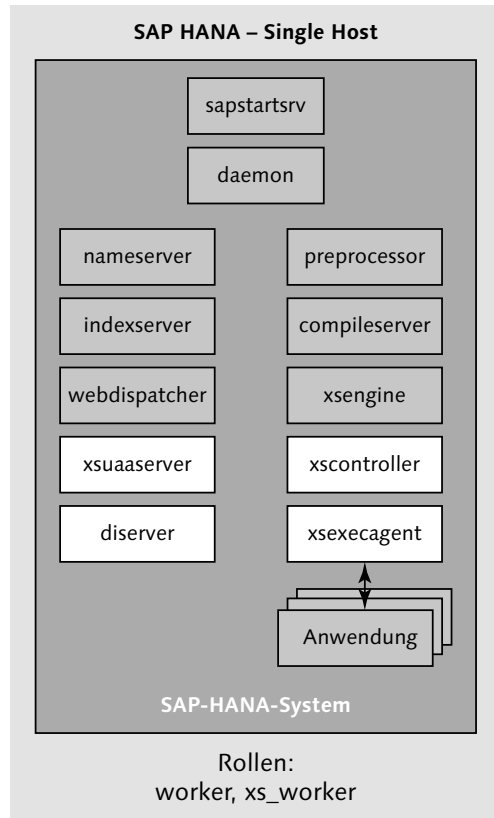 SAP HANA – Single Host
sapstartsrv
daemon
nameserver
preprocessor
indexserver
compileserver
webdispatcher
xsengine
xsuaaserver
xscontroller
diserver
xsexecagent
Anwendung
SAP-HANA-System
Rollen:
worker, xs_worker